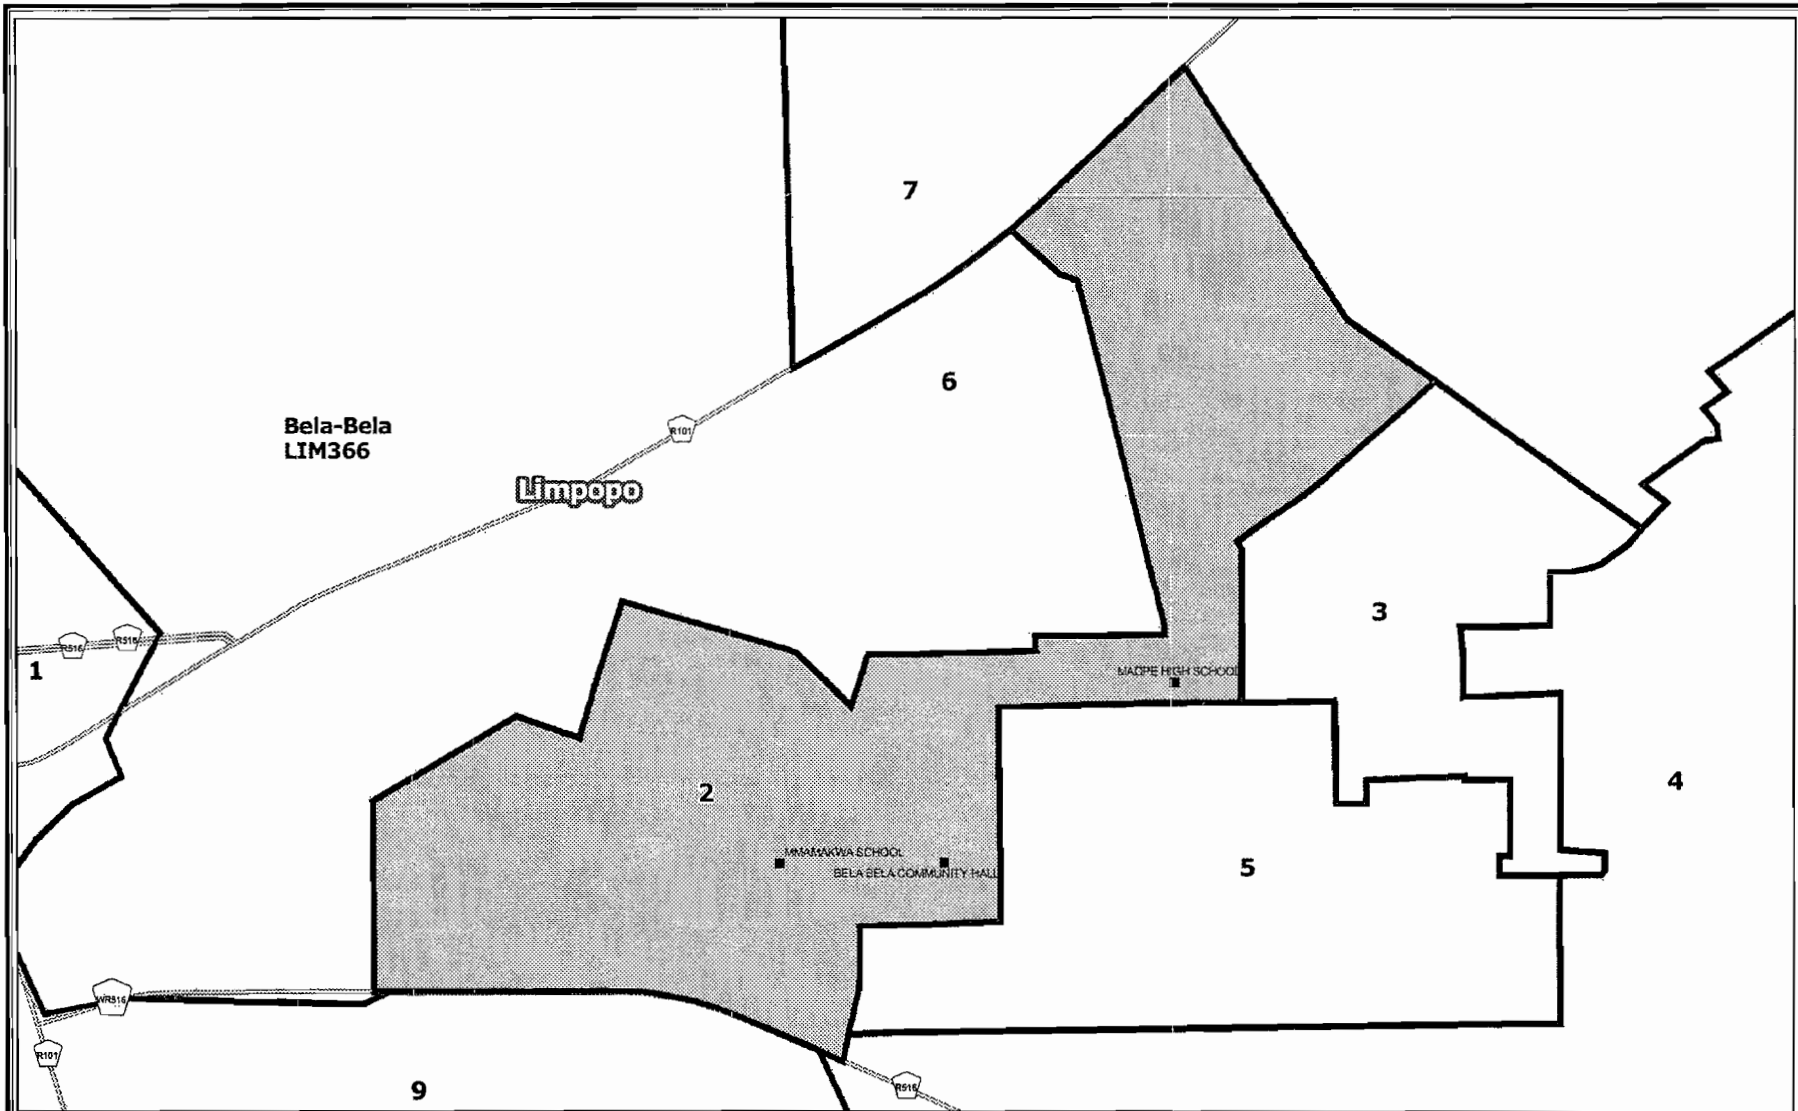 7
6
Bela-Bela
LIM366
R101
Limpopo
3
R516
R516
1
MAOPE HIGH SCHOOL
2
4
MMAMAKWA SCHOOL
BELA BELA COMMUNITY HALL
5
WR516
R101
R516
9